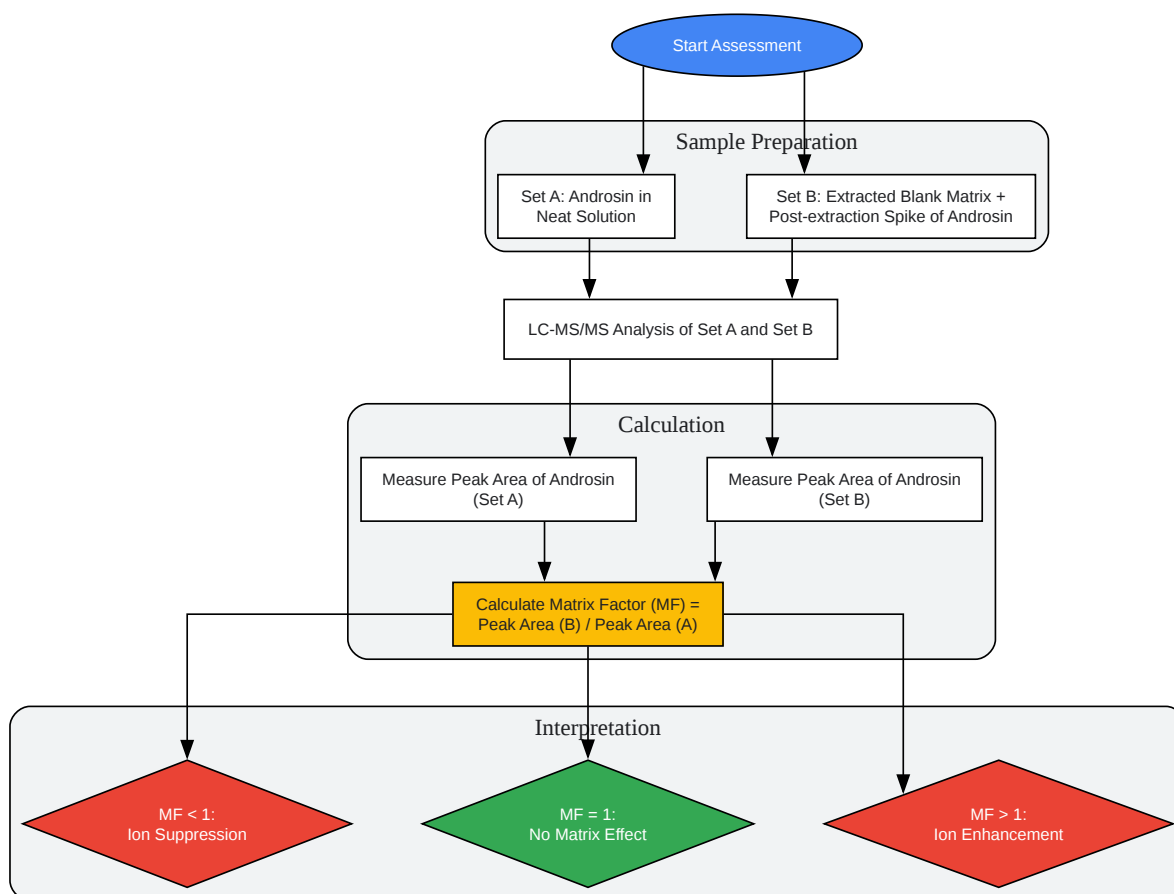 Start Assessment
Sample Preparation
Set A: Androsin in
Neat Solution
Set B: Extracted Blank Matrix +
Post-extraction Spike of Androsin
LC-MS/MS Analysis of Set A and Set B
Calculation
Measure Peak Area of Androsin
(Set A)
Measure Peak Area of Androsin
(Set B)
Calculate Matrix Factor (MF) =
Peak Area (B) / Peak Area (A)
Interpretation
MF < 1:
Ion Suppression
MF = 1:
No Matrix Effect
MF > 1:
Ion Enhancement